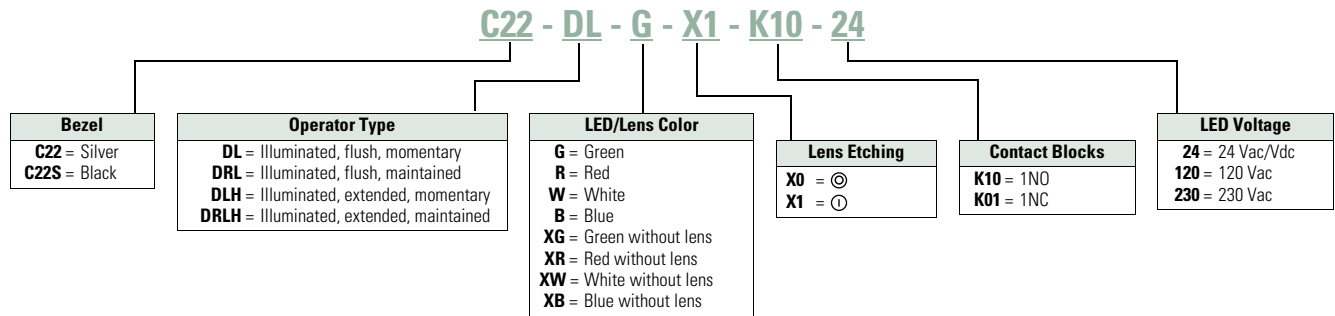 C22 - DL - G - X1 - K10 - 24
Bezel
C22 = Silver
C22S = Black
Operator Type
DL = Illuminated, flush, momentary
DRL = Illuminated, flush, maintained
DLH = Illuminated, extended, momentary
DRLH = Illuminated, extended, maintained
LED/Lens Color
G = Green
R = Red
W = White
B = Blue
XG = Green without lens
XR = Red without lens
XW = White without lens
XB = Blue without lens
Lens Etching
X0 = ◎
X1 = ⦶
Contact Blocks
K10 = 1NO
K01 = 1NC
LED Voltage
24 = 24 Vac/Vdc
120 = 120 Vac
230 = 230 Vac